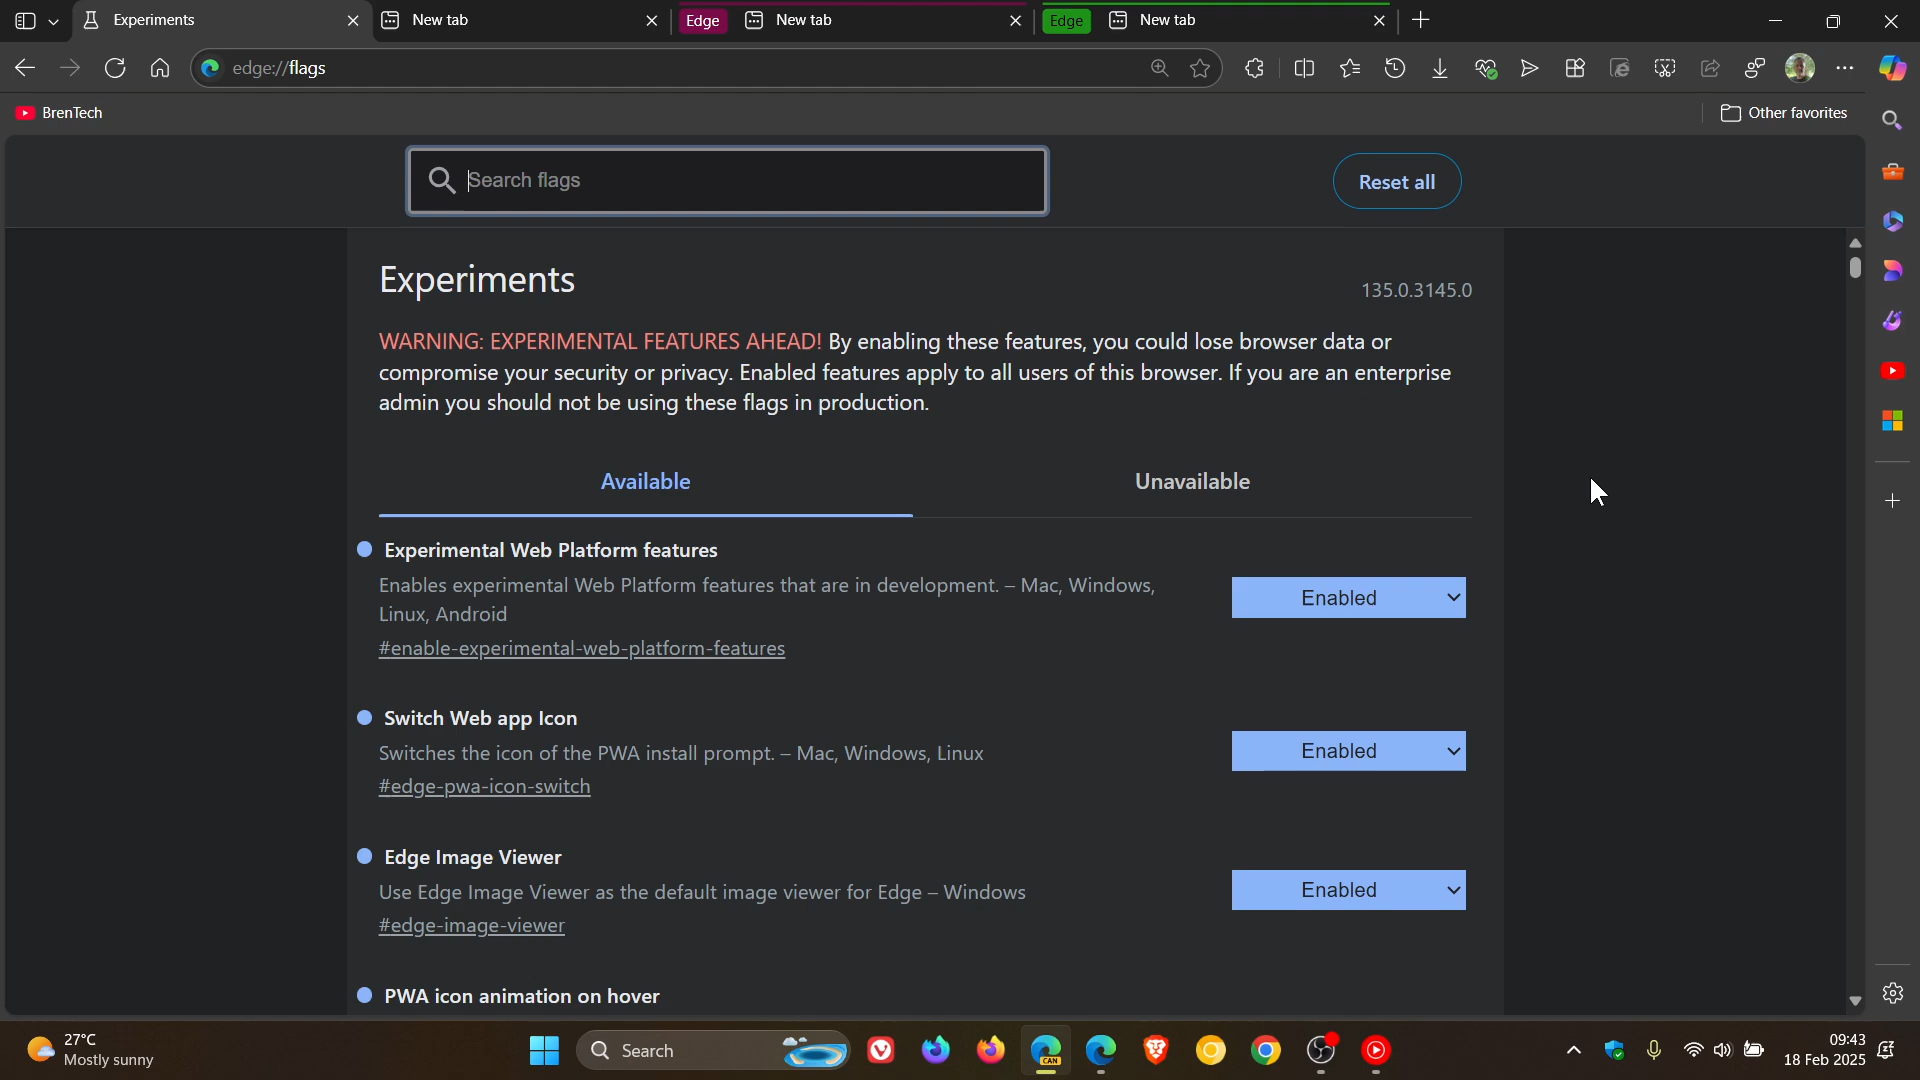 Experiments
New tab
Edge New tab
Edge New tab
edge://flags
BrenTech
Other favorites
Search flags
Reset all
Experiments
135.0.3145.0
WARNING: EXPERIMENTAL FEATURES AHEAD! By enabling these features, you could lose browser data or
compromise your security or privacy. Enabled features apply to all users of this browser. If you are an enterprise
admin you should not be using these flags in production.
Available
Unavailable
Experimental Web Platform features
Enables experimental Web Platform features that are in development. – Mac, Windows,
Linux, Android
Enabled
#enable-experimental-web-platform-features
Switch Web app Icon
Switches the icon of the PWA install prompt. – Mac, Windows, Linux
Enabled
#edge-pwa-icon-switch
Edge Image Viewer
Use Edge Image Viewer as the default image viewer for Edge – Windows
Enabled
#edge-image-viewer
PWA icon animation on hover
27°C
Mostly sunny
Search
CAN
09:43
18 Feb 2025